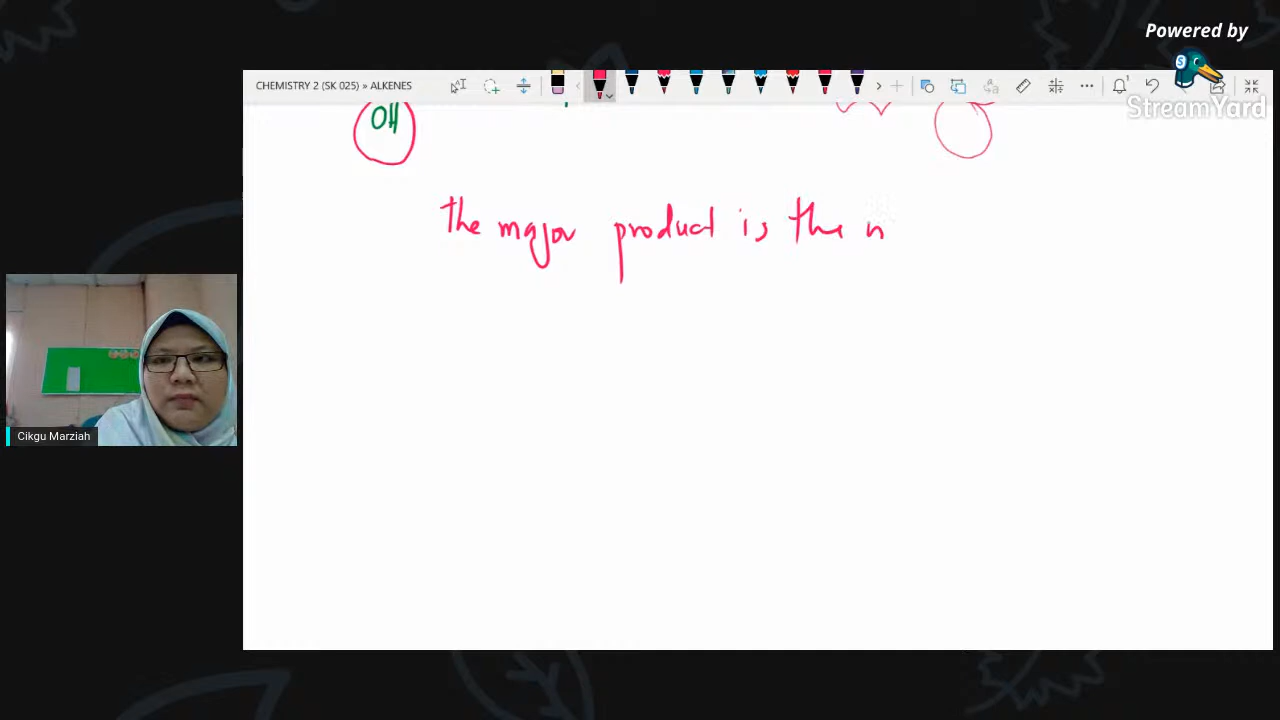 Powered by
StreamYard
CHEMISTRY 2 (SK 025) » ALKENES
OH
the major product is the
Cikgu Marziah